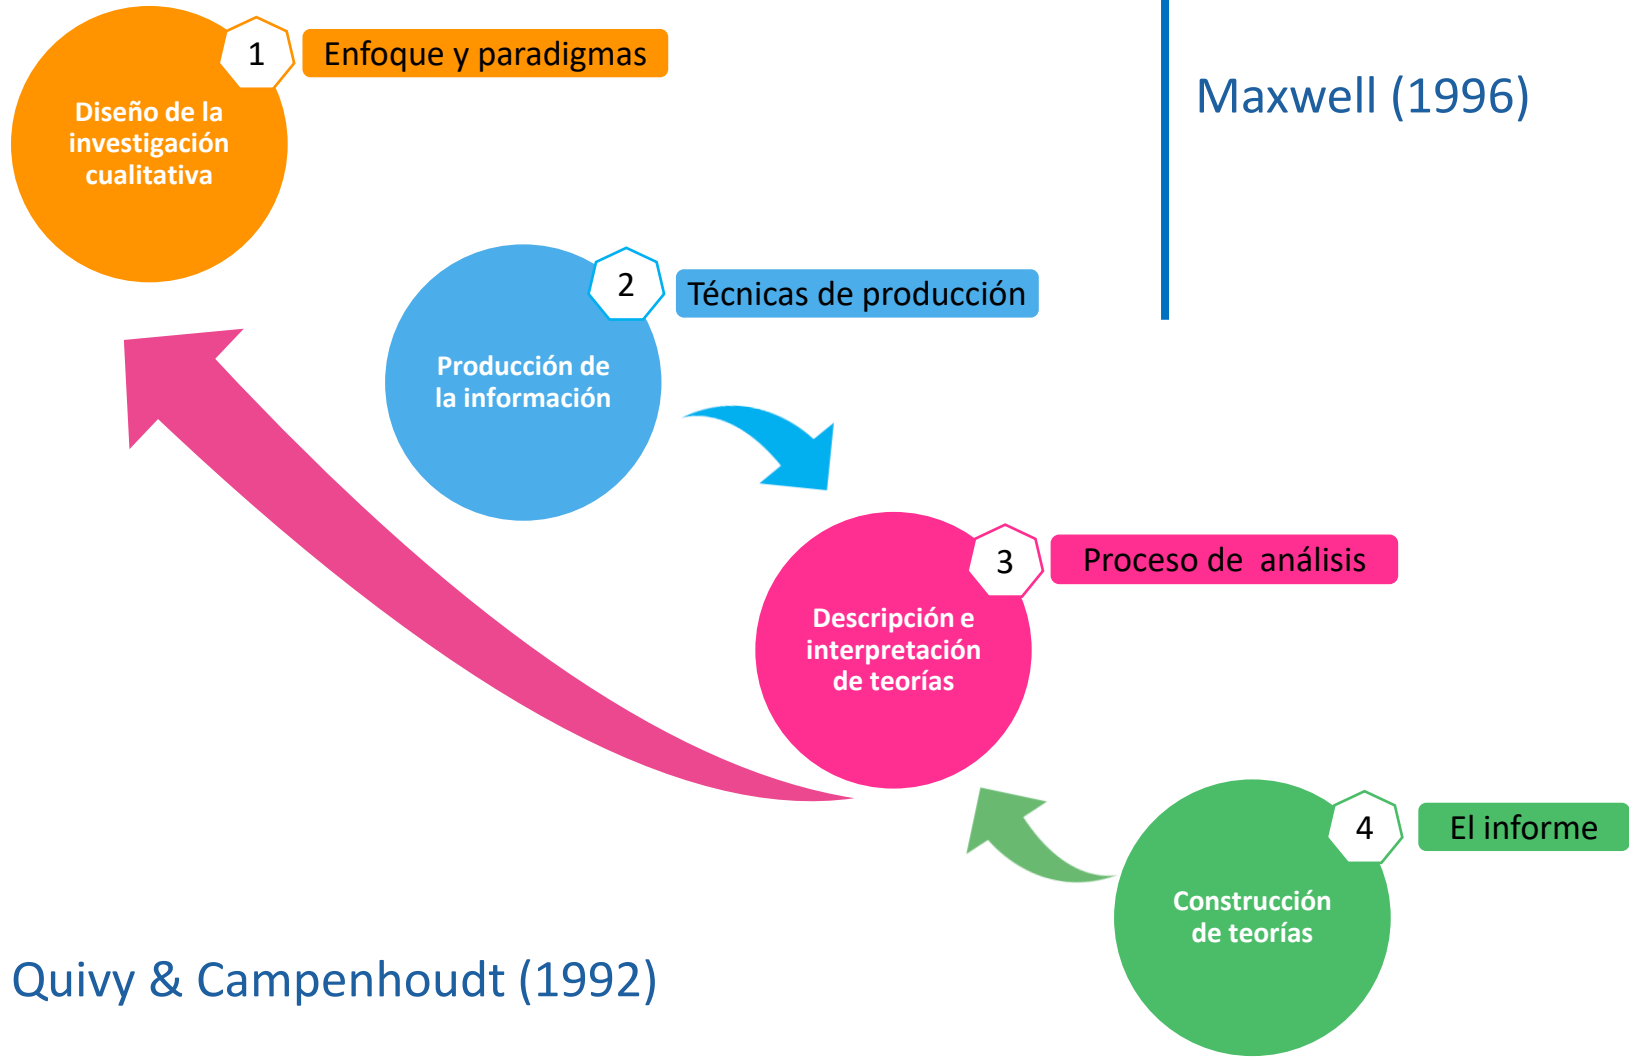 1
Enfoque y paradigmas
Diseño de la
investigación
cualitativa
Maxwell (1996)
2
Técnicas de producción
Producción de
la información
3
Proceso de  análisis
Descripción e
interpretación
de teorías
4
El informe
Construcción
de teorías
Quivy & Campenhoudt (1992)